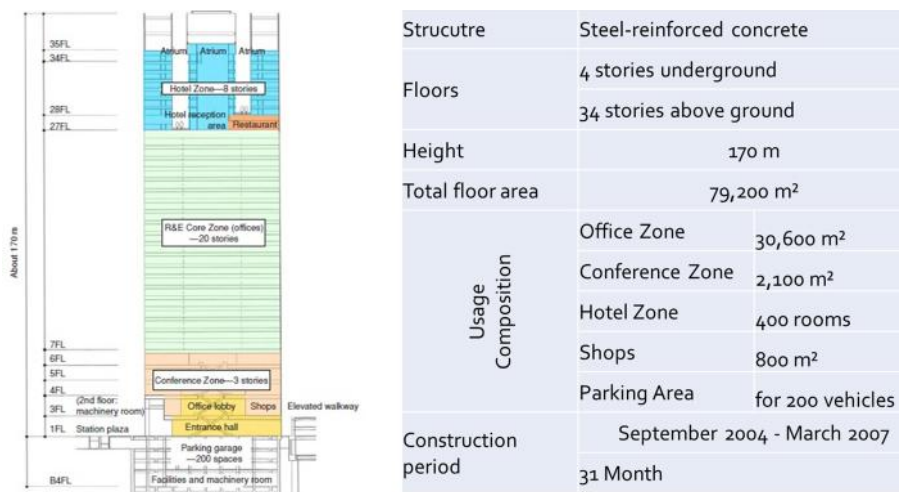 35FL
34FL
Atrium Atrium Atrium
Hotel Zone—8 stories
28FL
Hotel reception
area
Restaurant
27FL
R&E Core Zone (offices)
—20 stories
About 170 m
7FL
6FL
5FL
Conference Zone—3 stories
4FL
(2nd floor:
machinery room)
3FL
Office lobby
Shops
Elevated walkway
1FL
Station plaza
Entrance hall
Parking garage
—200 spaces
B4FL
Facilities and machinery room
Strucutre Steel-reinforced concrete
Floors
4 stories underground
34 stories above ground
Height 170 m
Total floor area 79,200 m²
Usage
Composition
Office Zone 30,600 m²
Conference Zone 2,100 m²
Hotel Zone 400 rooms
Shops 800 m²
Parking Area for 200 vehicles
Construction
period
September 2004 - March 2007
31 Month